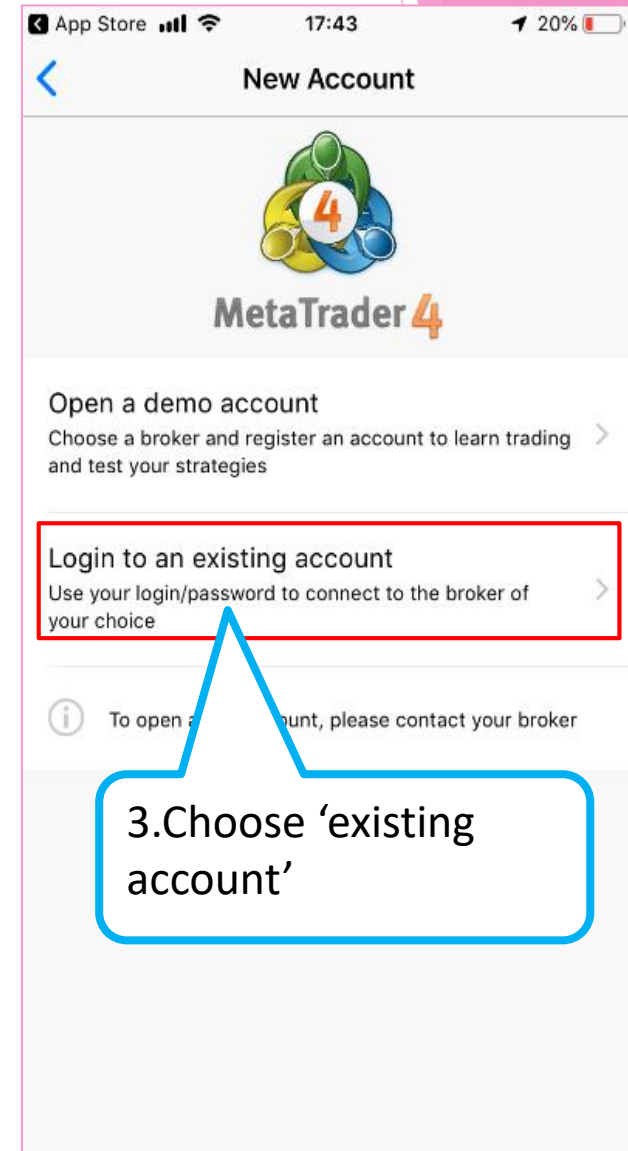 App Store 17:43 20%
New Account
4
MetaTrader 4
Open a demo account
Choose a broker and register an account to learn trading
and test your strategies
Login to an existing account
Use your login/password to connect to the broker of
your choice
To open a ount, please contact your broker
3.Choose ‘existing
account’